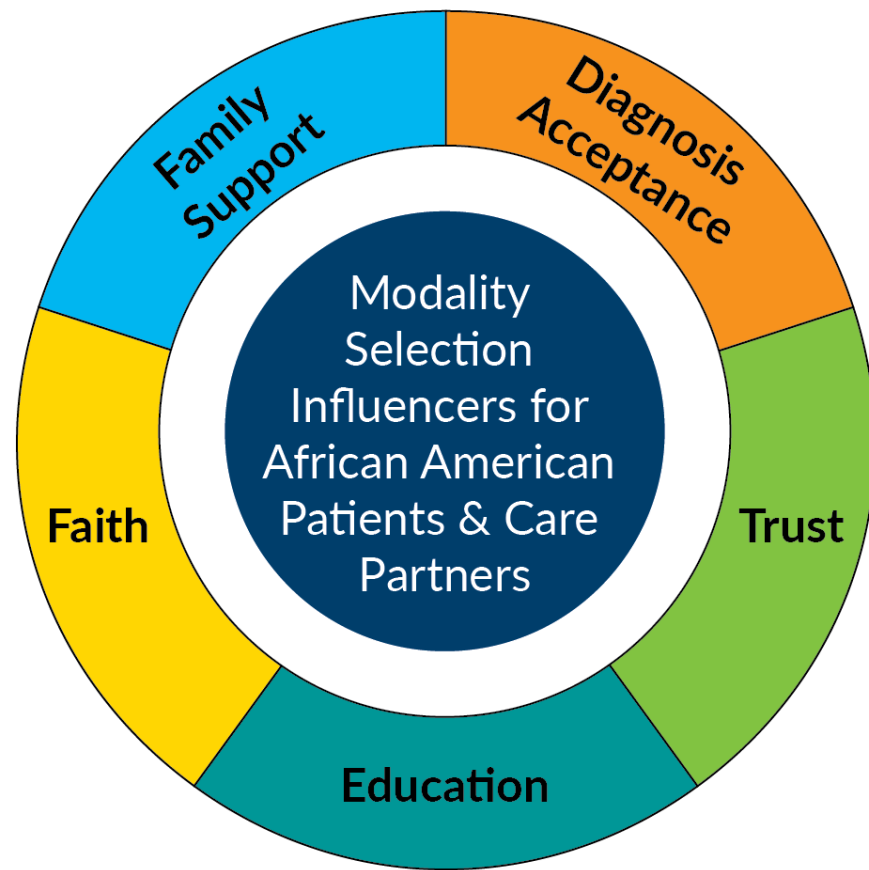 Family
Support
Diagnosis
Acceptance
Modality
Selection
Influencers for
African American
Patients & Care
Partners
Faith
Trust
Education